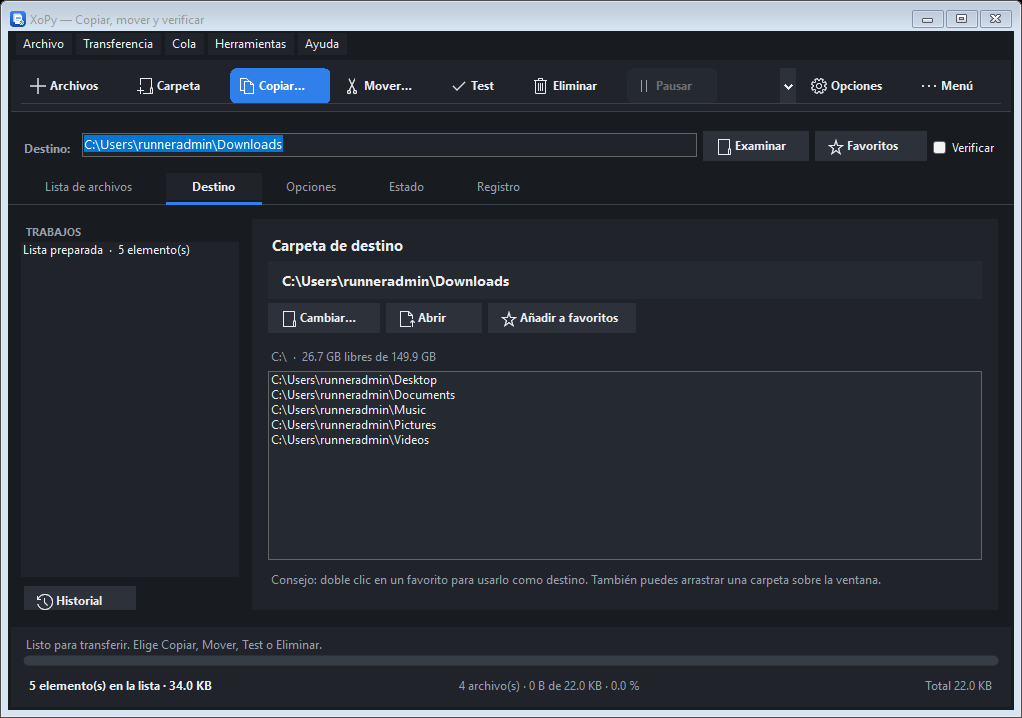 XoPy — Copiar, mover y verificar
Archivo Transferencia Cola Herramientas Ayuda
Archivos Carpeta Copiar... Mover... Test Eliminar Pausar Opciones Menú
Destino: C:\Users\runneradmin\Downloads Examinar Favoritos Verificar
Lista de archivos Destino Opciones Estado Registro
TRABAJOS
Lista preparada · 5 elemento(s)
Carpeta de destino
C:\Users\runneradmin\Downloads
Cambiar... Abrir Añadir a favoritos
C:\ · 26.7 GB libres de 149.9 GB
C:\Users\runneradmin\Desktop
C:\Users\runneradmin\Documents
C:\Users\runneradmin\Music
C:\Users\runneradmin\Pictures
C:\Users\runneradmin\Videos
Consejo: doble clic en un favorito para usarlo como destino. También puedes arrastrar una carpeta sobre la ventana.
Historial
Listo para transferir. Elige Copiar, Mover, Test o Eliminar.
5 elemento(s) en la lista · 34.0 KB 4 archivo(s) · 0 B de 22.0 KB · 0.0 % Total 22.0 KB